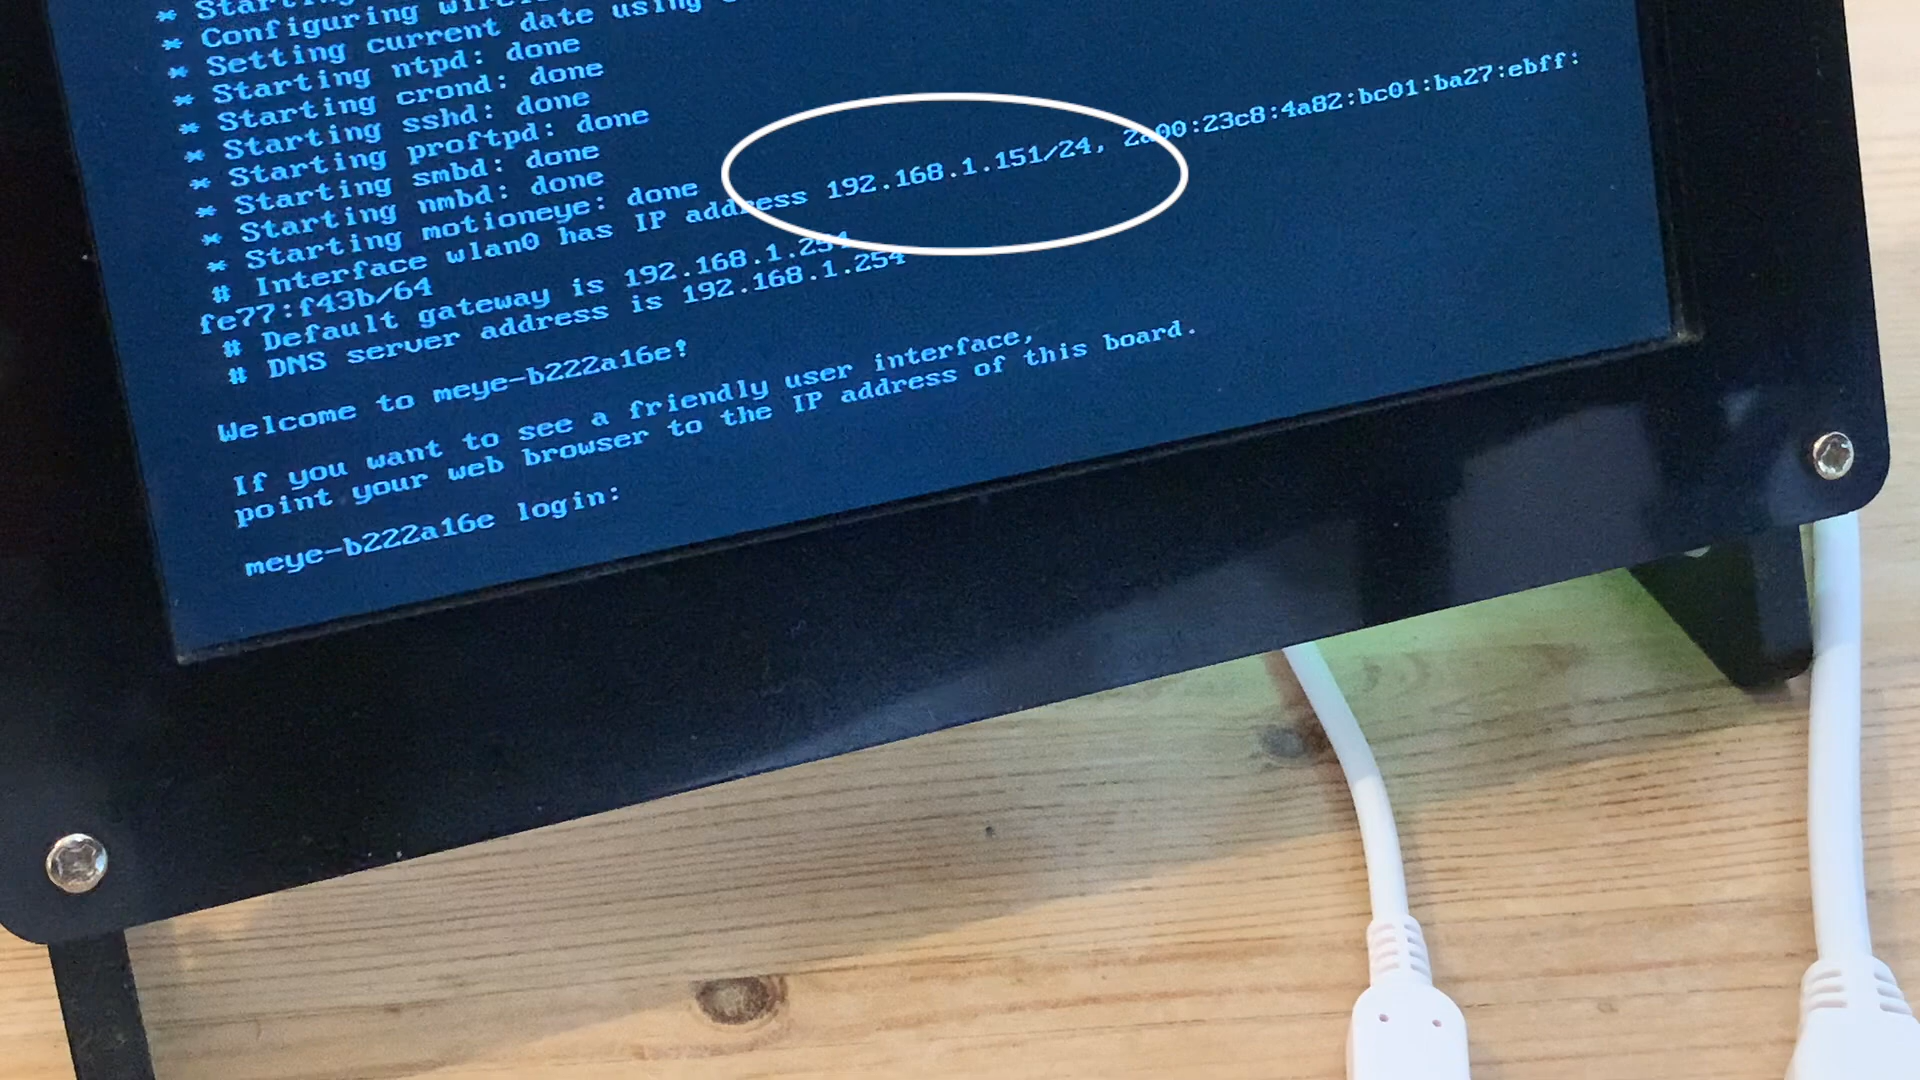 * Starting
* Configuring
* Setting current date using
* Starting ntpd: done
* Starting crond: done
* Starting sshd: done
* Starting proftpd: done
* Starting smbd: done
* Starting nmbd: done
* Starting motioneye: done
# Interface wlan0 has IP address 192.168.1.151/24, 2a00:23c8:4a82:bc01:ba27:ebff:
fe77:f43b/64
# Default gateway is 192.168.1.254
# DNS server address is 192.168.1.254
Welcome to meye-b222a16e!
If you want to see a friendly user interface,
point your web browser to the IP address of this board.
meye-b222a16e login: